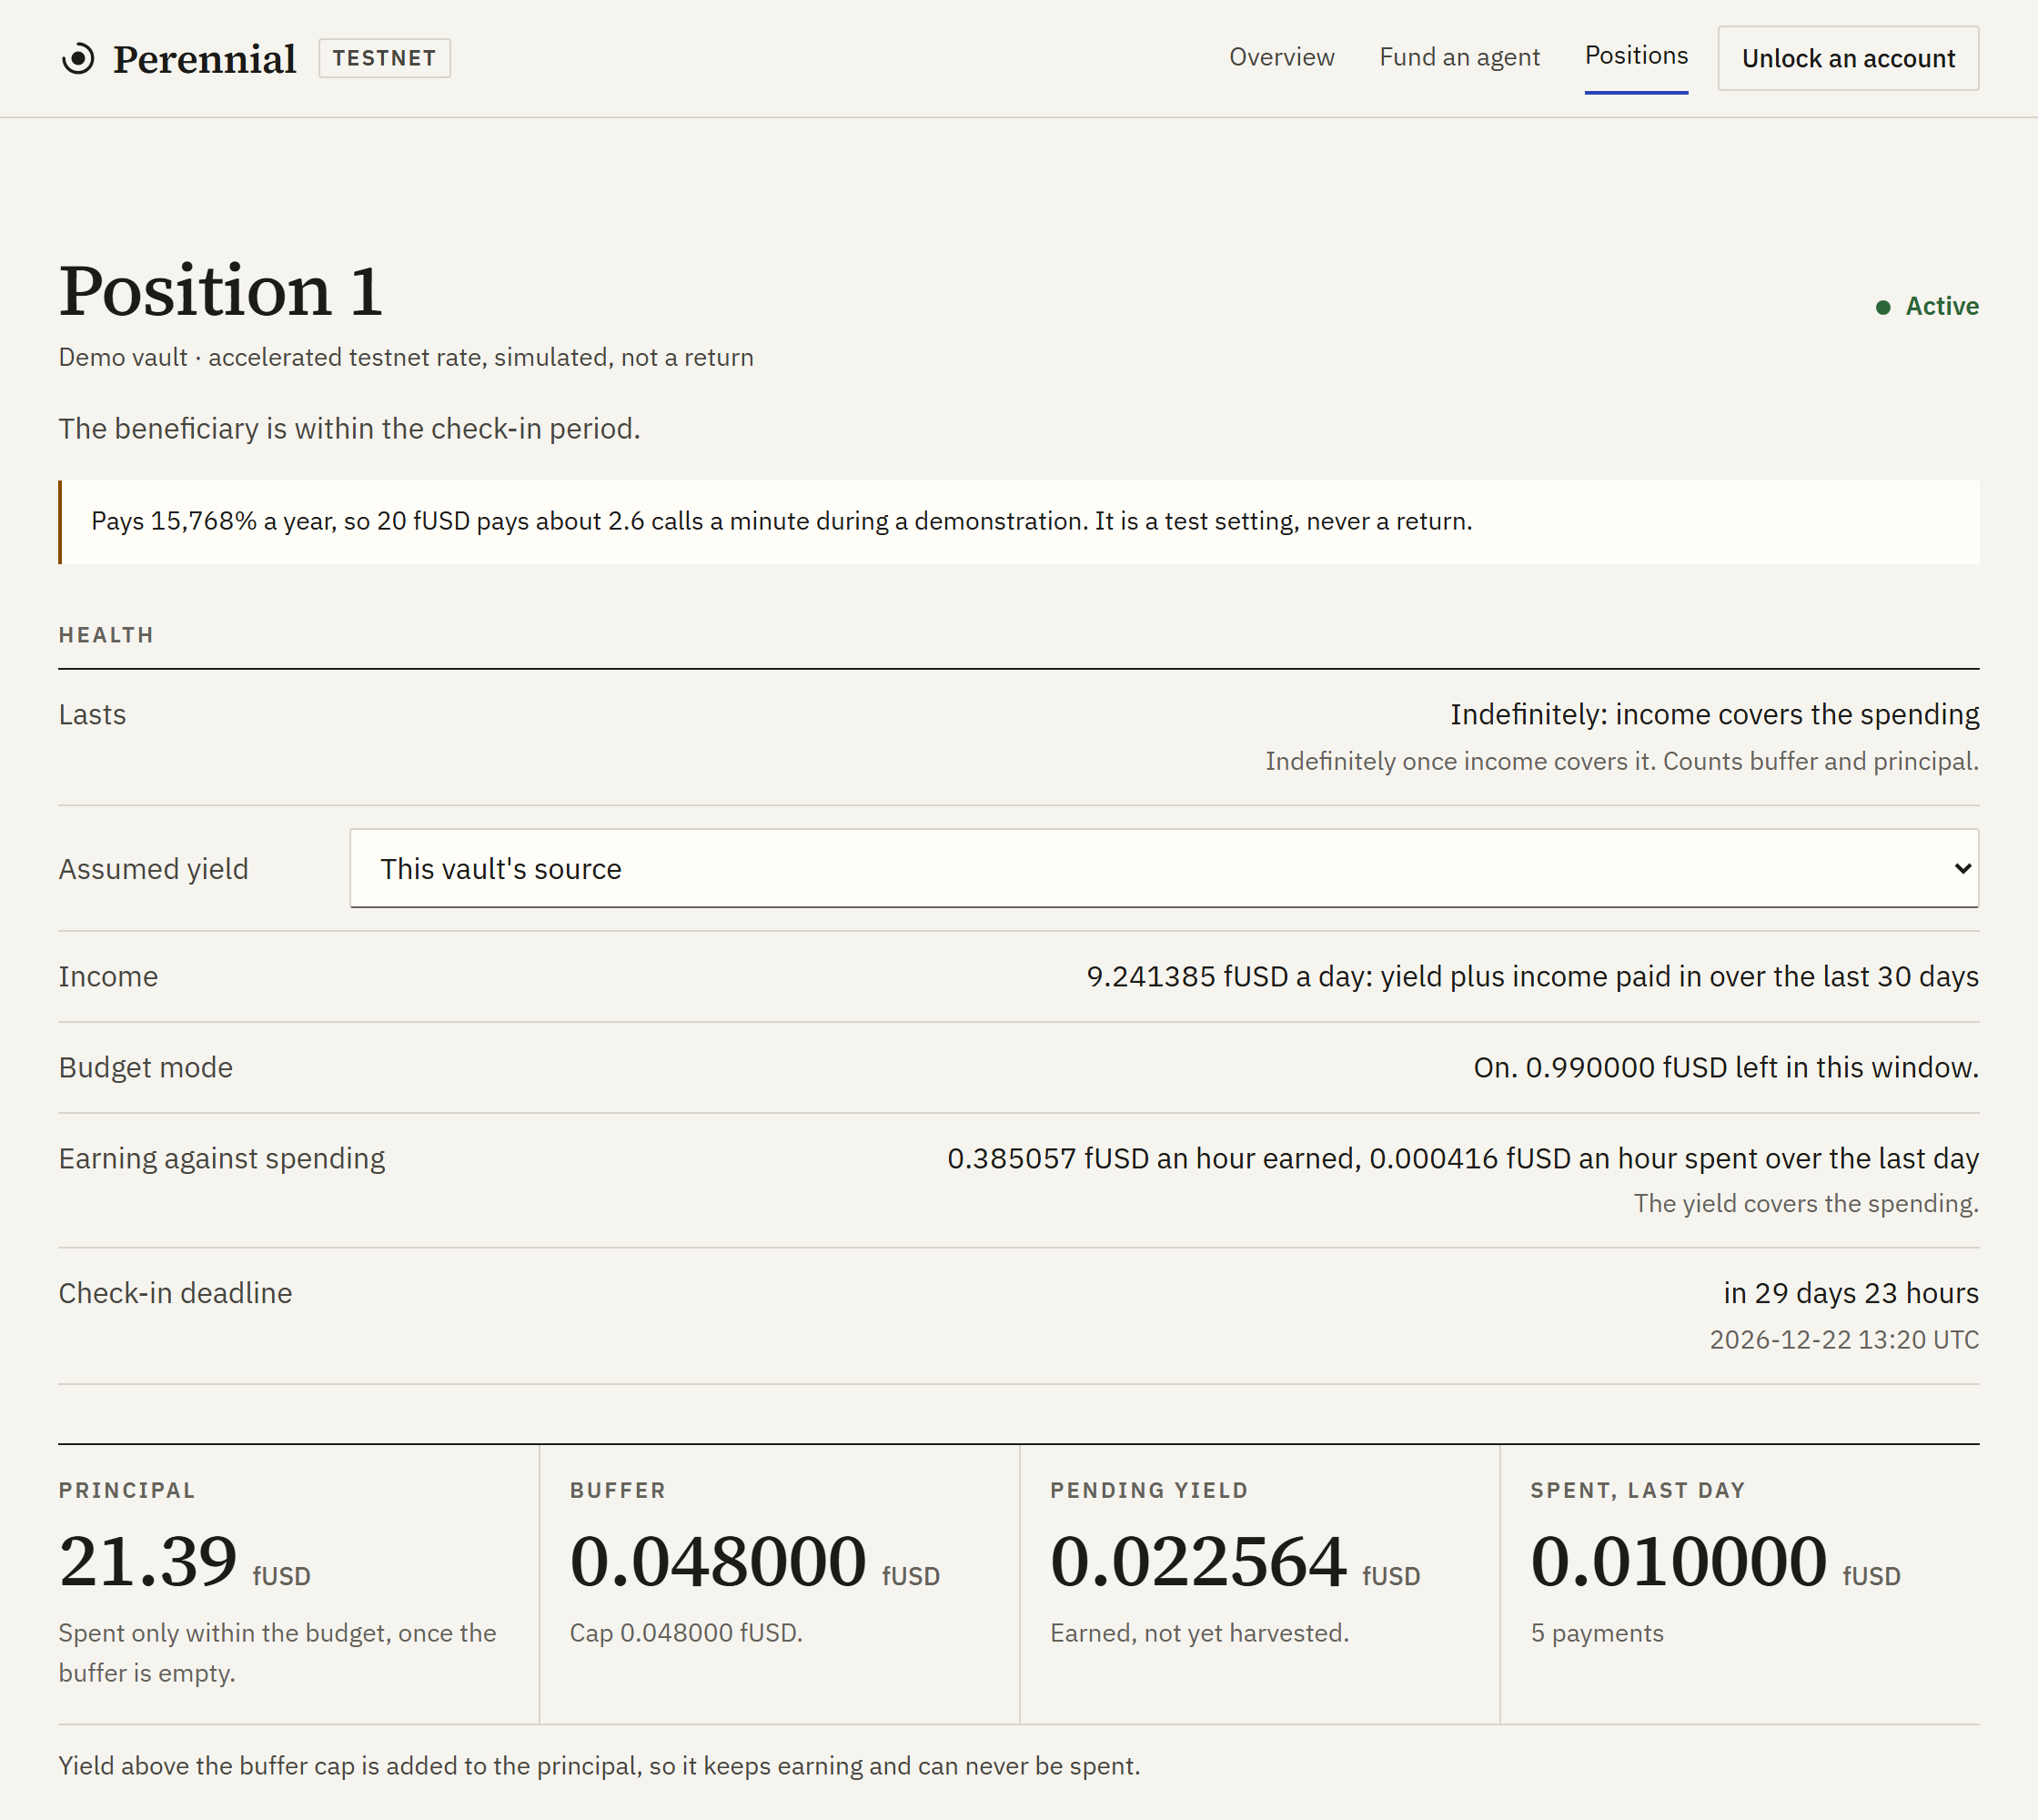 Perennial TESTNET
Overview Fund an agent Positions Unlock an account
Position 1
Active
Demo vault · accelerated testnet rate, simulated, not a return
The beneficiary is within the check-in period.
Pays 15,768% a year, so 20 fUSD pays about 2.6 calls a minute during a demonstration. It is a test setting, never a return.
HEALTH
Lasts
Indefinitely: income covers the spending
Indefinitely once income covers it. Counts buffer and principal.
Assumed yield
This vault's source
Income
9.241385 fUSD a day: yield plus income paid in over the last 30 days
Budget mode
On. 0.990000 fUSD left in this window.
Earning against spending
0.385057 fUSD an hour earned, 0.000416 fUSD an hour spent over the last day
The yield covers the spending.
Check-in deadline
in 29 days 23 hours
2026-12-22 13:20 UTC
PRINCIPAL
21.39 fUSD
Spent only within the budget, once the
buffer is empty.
BUFFER
0.048000 fUSD
Cap 0.048000 fUSD.
PENDING YIELD
0.022564 fUSD
Earned, not yet harvested.
SPENT, LAST DAY
0.010000 fUSD
5 payments
Yield above the buffer cap is added to the principal, so it keeps earning and can never be spent.